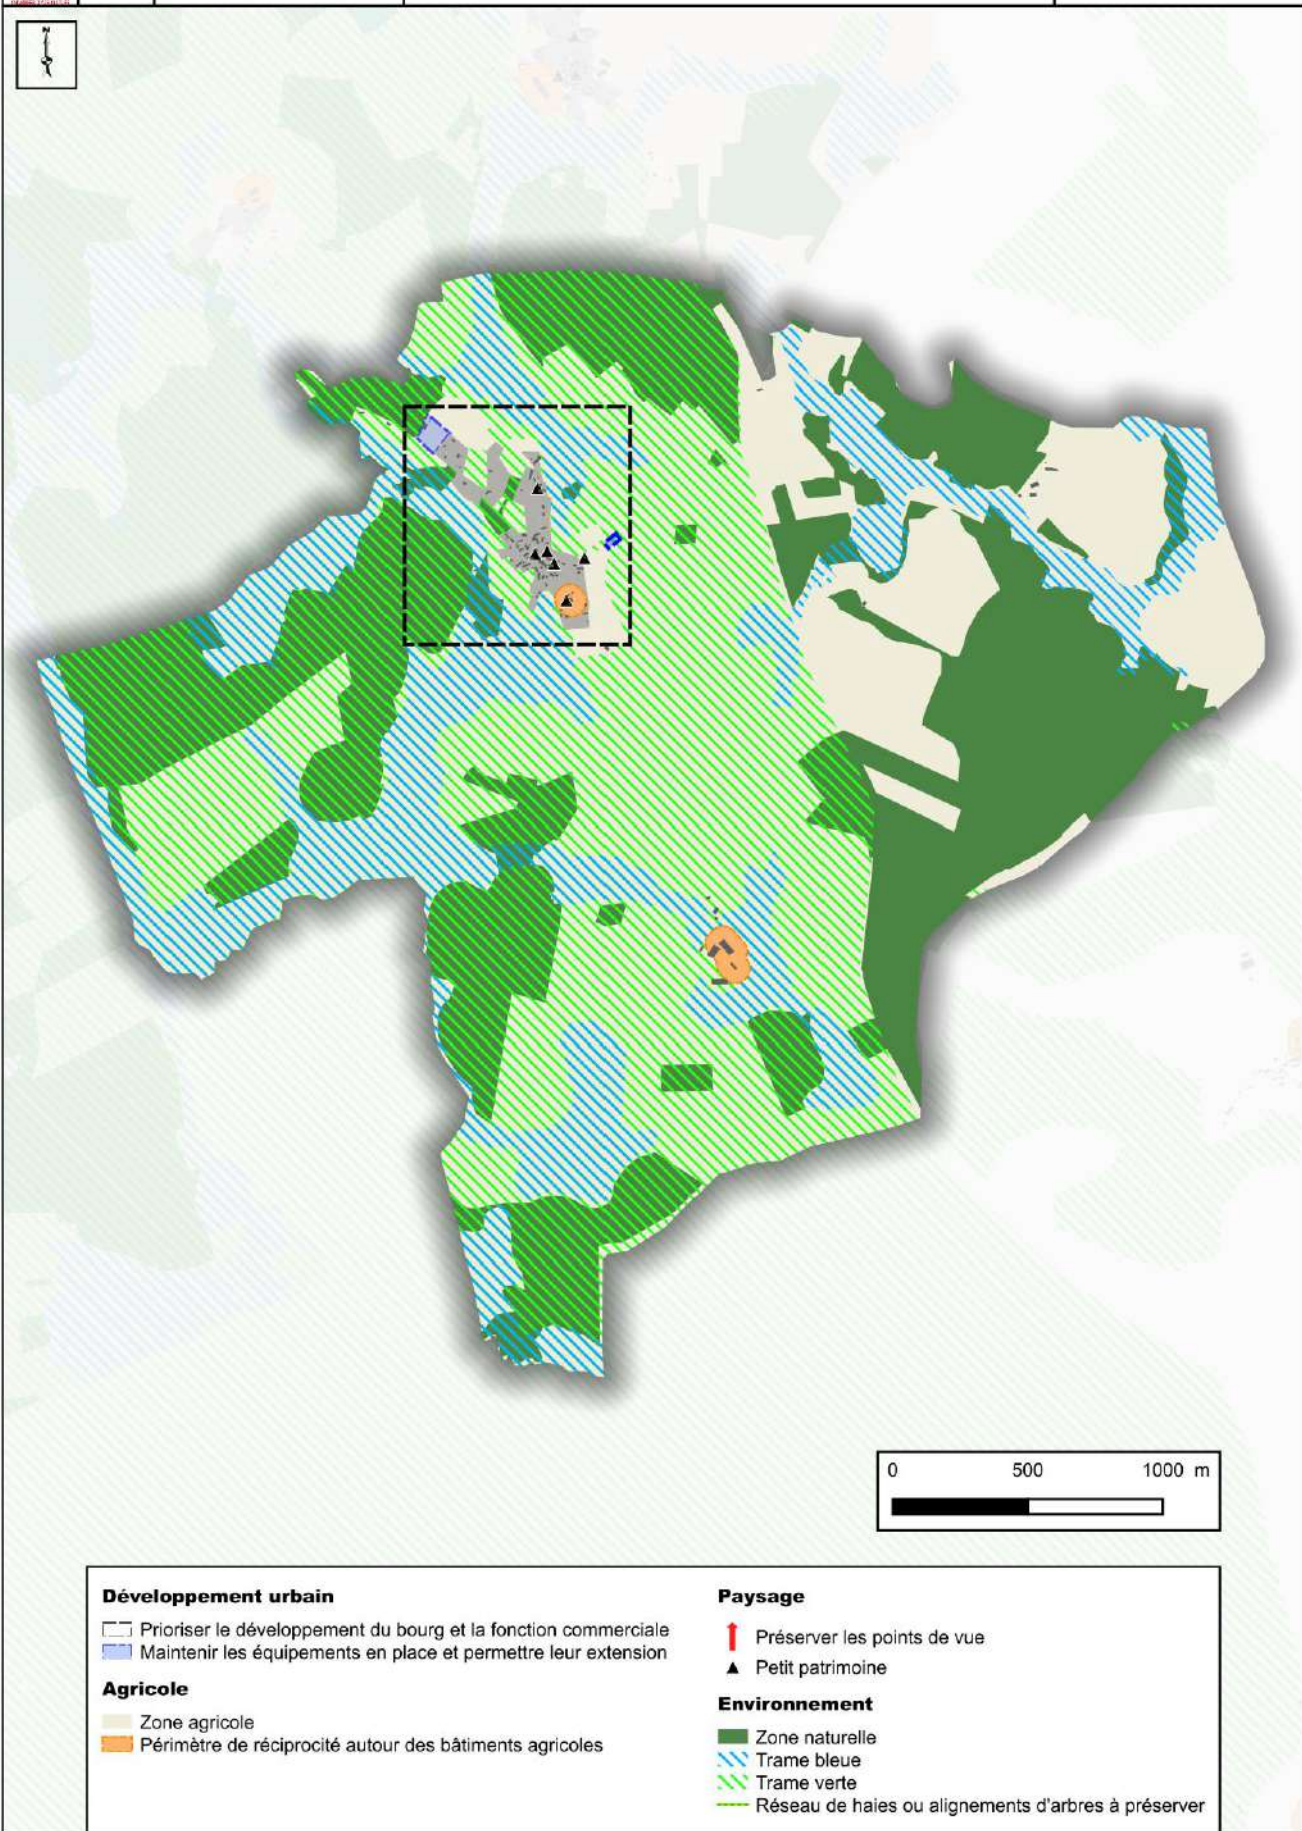 N
0 500 1000 m
Développement urbain
Prioriser le développement du bourg et la fonction commerciale
Maintenir les équipements en place et permettre leur extension
Agricole
Zone agricole
Périmètre de réciprocité autour des bâtiments agricoles
Paysage
Préserver les points de vue
Petit patrimoine
Environnement
Zone naturelle
Trame bleue
Trame verte
Réseau de haies ou alignements d'arbres à préserver